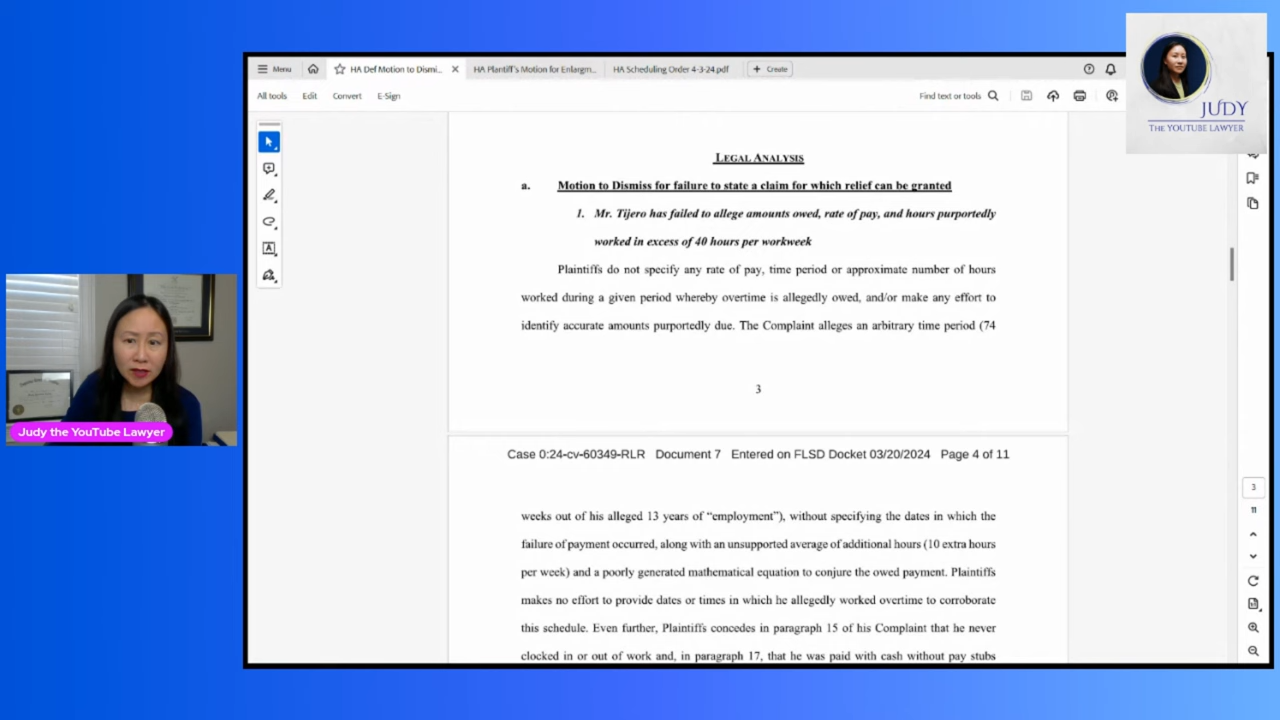 Menu
HA Def Motion to Dismi...
HA Plantiff's Motion for Enlargm...
HA Scheduling Order 4-3-24.pdf
+ Create
All tools
Edit
Convert
E-Sign
Find text or tools
JUDY
THE YOUTUBE LAWYER
LEGAL ANALYSIS
a. Motion to Dismiss for failure to state a claim for which relief can be granted
1. Mr. Tijero has failed to allege amounts owed, rate of pay, and hours purportedly
worked in excess of 40 hours per workweek
Plaintiffs do not specify any rate of pay, time period or approximate number of hours
worked during a given period whereby overtime is allegedly owed, and/or make any effort to
identify accurate amounts purportedly due. The Complaint alleges an arbitrary time period (74
3
Case 0:24-cv-60349-RLR Document 7 Entered on FLSD Docket 03/20/2024 Page 4 of 11
weeks out of his alleged 13 years of “employment”), without specifying the dates in which the
failure of payment occurred, along with an unsupported average of additional hours (10 extra hours
per week) and a poorly generated mathematical equation to conjure the owed payment. Plaintiffs
makes no effort to provide dates or times in which he allegedly worked overtime to corroborate
this schedule. Even further, Plaintiffs concedes in paragraph 15 of his Complaint that he never
clocked in or out of work and, in paragraph 17, that he was paid with cash without pay stubs
3
11
Judy the YouTube Lawyer